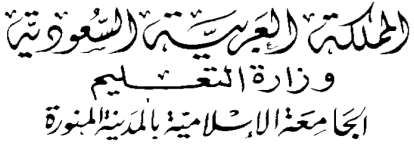 المملكة العربية السعودية
وزارة التعليم
الجامعة الإسلامية بالمدينة المنورة